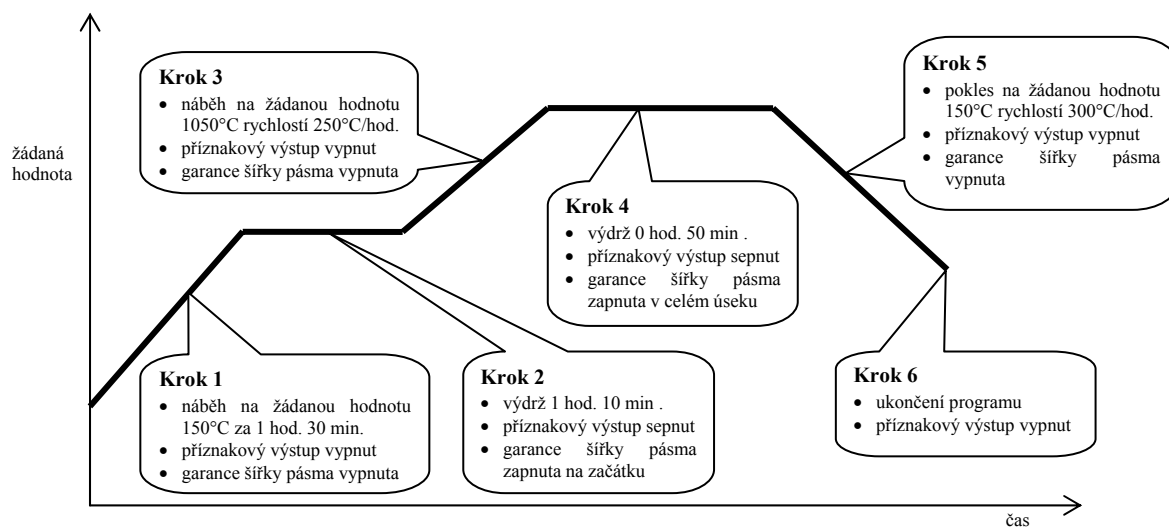 žádaná
hodnota
Krok 3
• náběh na žádanou hodnotu
1050°C rychlostí 250°C/hod.
• příznakový výstup vypnut
• garance šířky pásma vypnuta
Krok 5
• pokles na žádanou hodnotu
150°C rychlostí 300°C/hod.
• příznakový výstup vypnut
• garance šířky pásma
vypnuta
Krok 4
• výdrž 0 hod. 50 min .
• příznakový výstup sepnut
• garance šířky pásma
zapnuta v celém úseku
Krok 1
• náběh na žádanou hodnotu
150°C za 1 hod. 30 min.
• příznakový výstup vypnut
• garance šířky pásma vypnuta
Krok 2
• výdrž 1 hod. 10 min .
• příznakový výstup sepnut
• garance šířky pásma
zapnuta na začátku
Krok 6
• ukončení programu
• příznakový výstup vypnut
čas